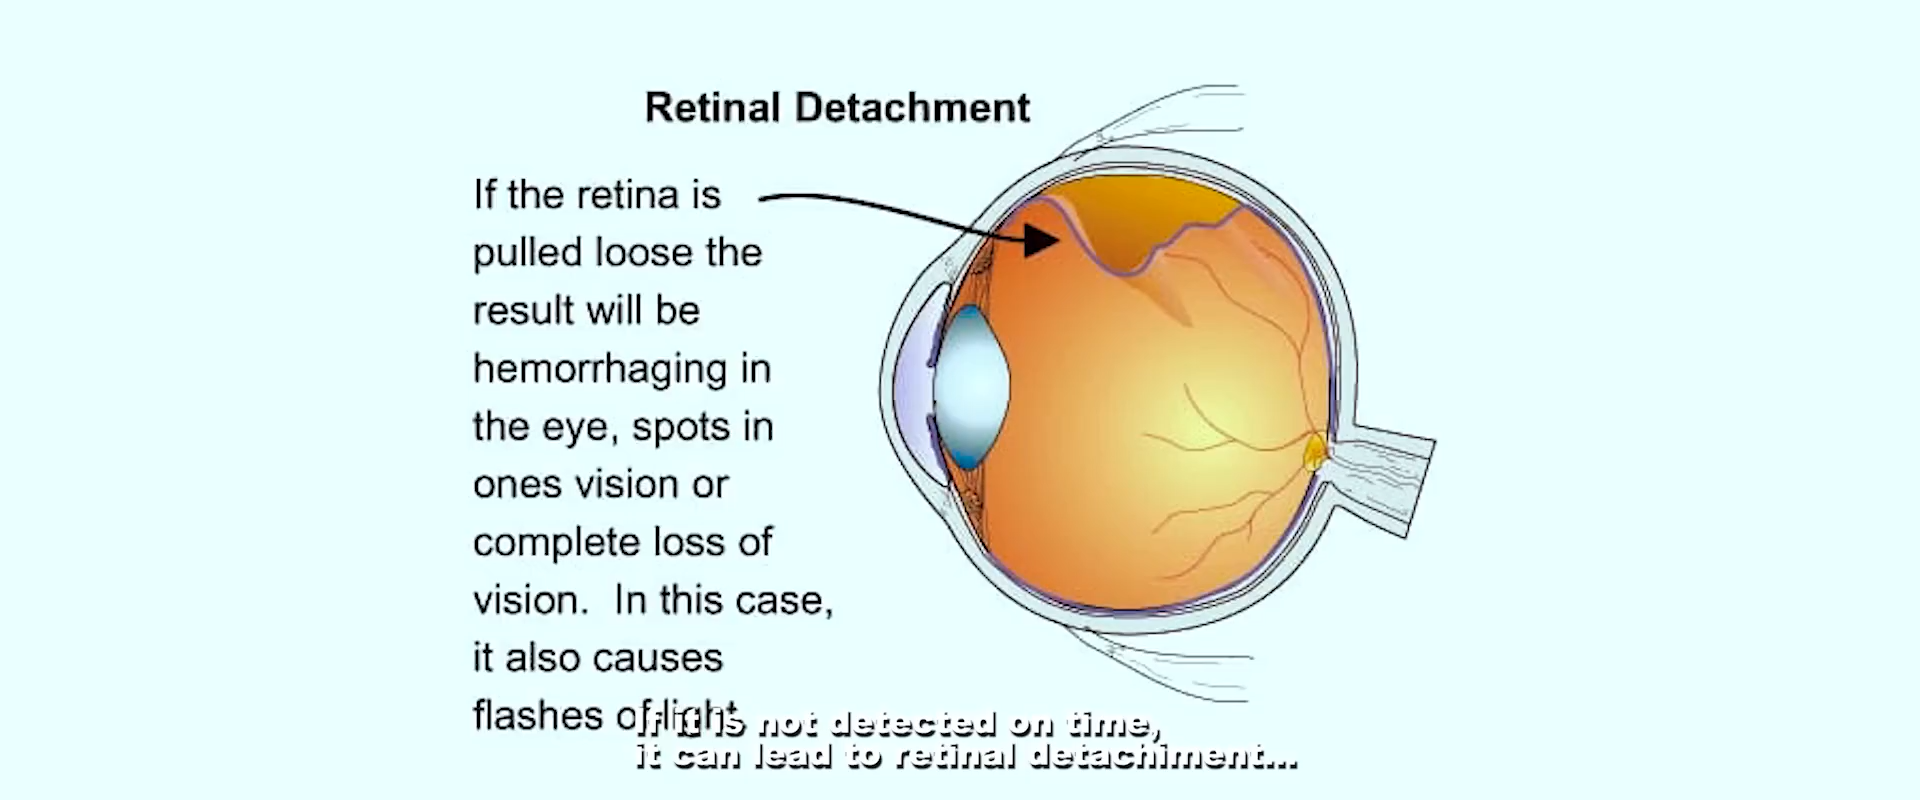 Retinal Detachment
If the retina is
pulled loose the
result will be
hemorrhaging in
the eye, spots in
ones vision or
complete loss of
vision.  In this case,
it also causes
flashes of light.
if it is not detected on time,
it can lead to retinal detachiment...